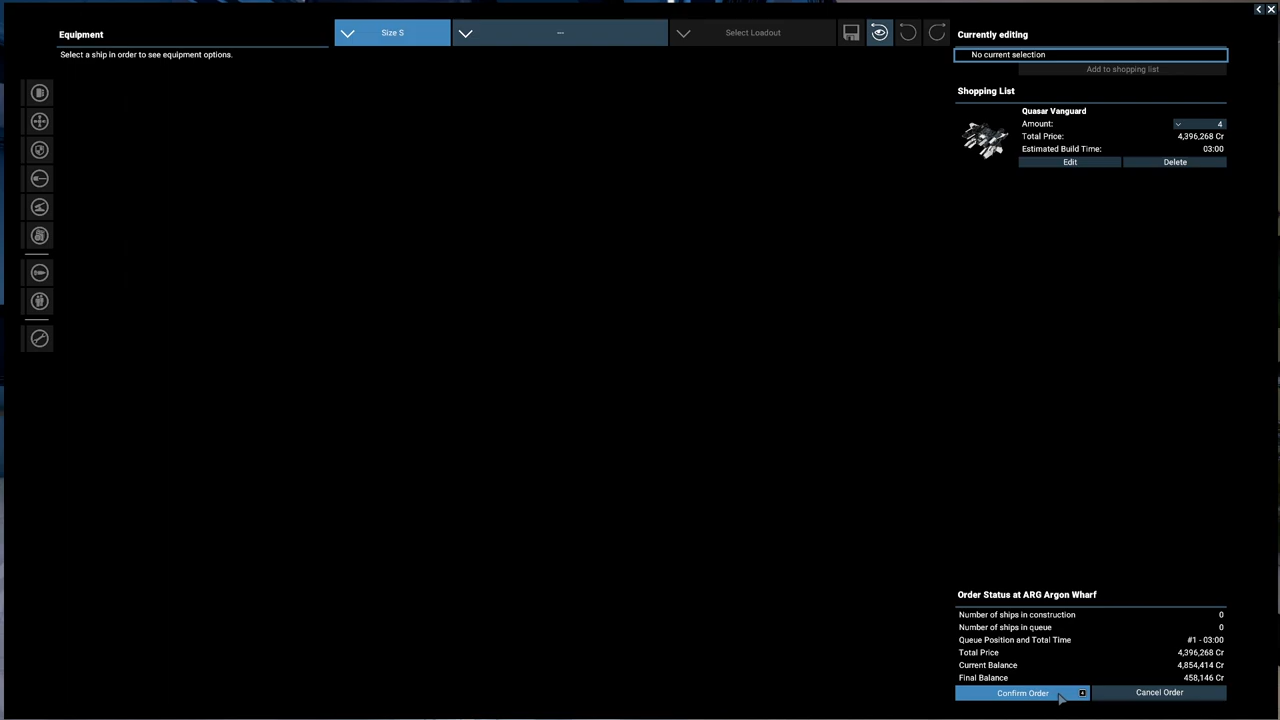 Equipment
Select a ship in order to see equipment options.
Size S
---
Select Loadout
Currently editing
No current selection
Add to shopping list
Shopping List
Quasar Vanguard
Amount: 4
Total Price: 4,396,268 Cr
Estimated Build Time: 03:00
Edit Delete
Order Status at ARG Argon Wharf
Number of ships in construction 0
Number of ships in queue 0
Queue Position and Total Time #1 - 03:00
Total Price 4,396,268 Cr
Current Balance 4,854,414 Cr
Final Balance 458,146 Cr
Confirm Order Cancel Order